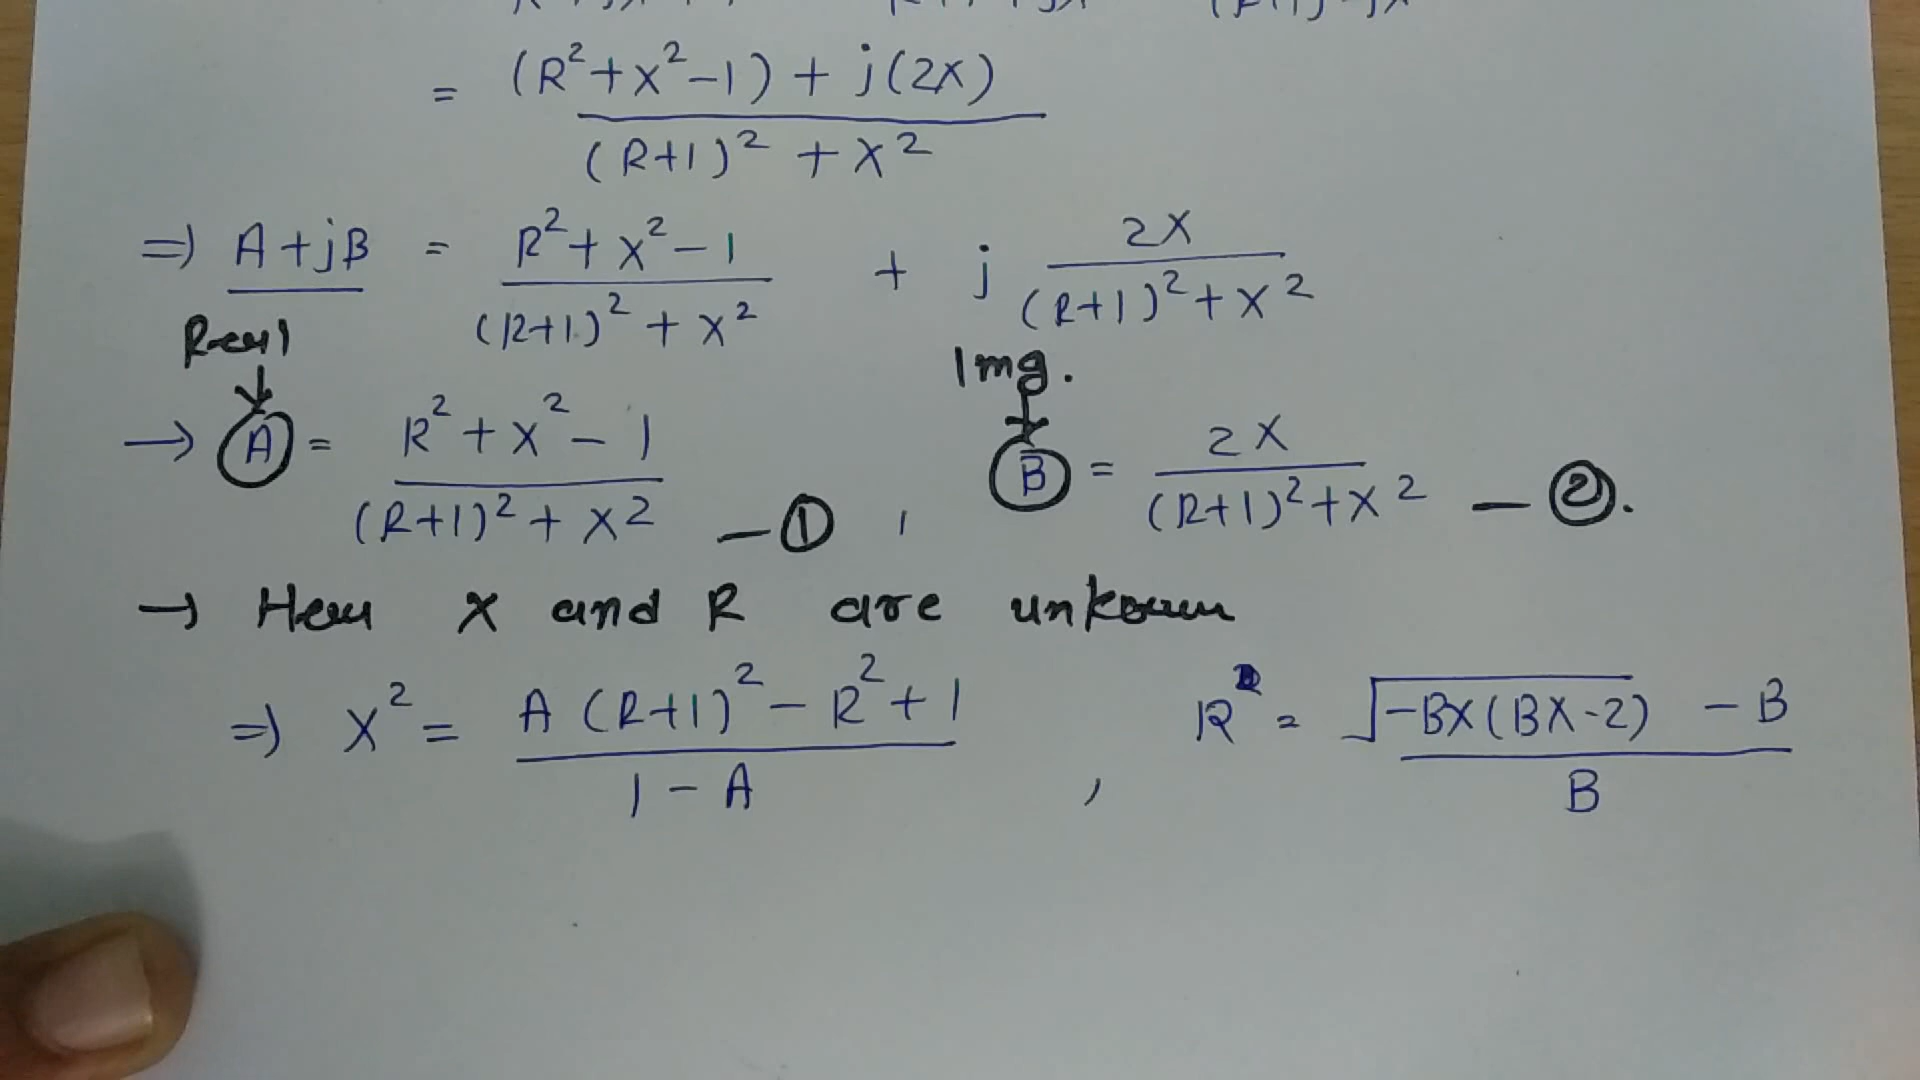 = (R²+x²-1) + j(2x) / (R+1)² + x²
=> A+jB = R²+x²-1 / (R+1)² + x² + j 2x / (R+1)²+x²
Real
Img.
→ A = R²+x²-1 / (R+1)² + x² — ① , B = 2x / (R+1)²+x² — ②.
→ Here x and R are unkown
=> x² = A(R+1)² - R²+1 / 1-A , R = √-Bx(Bx-2) - B / B